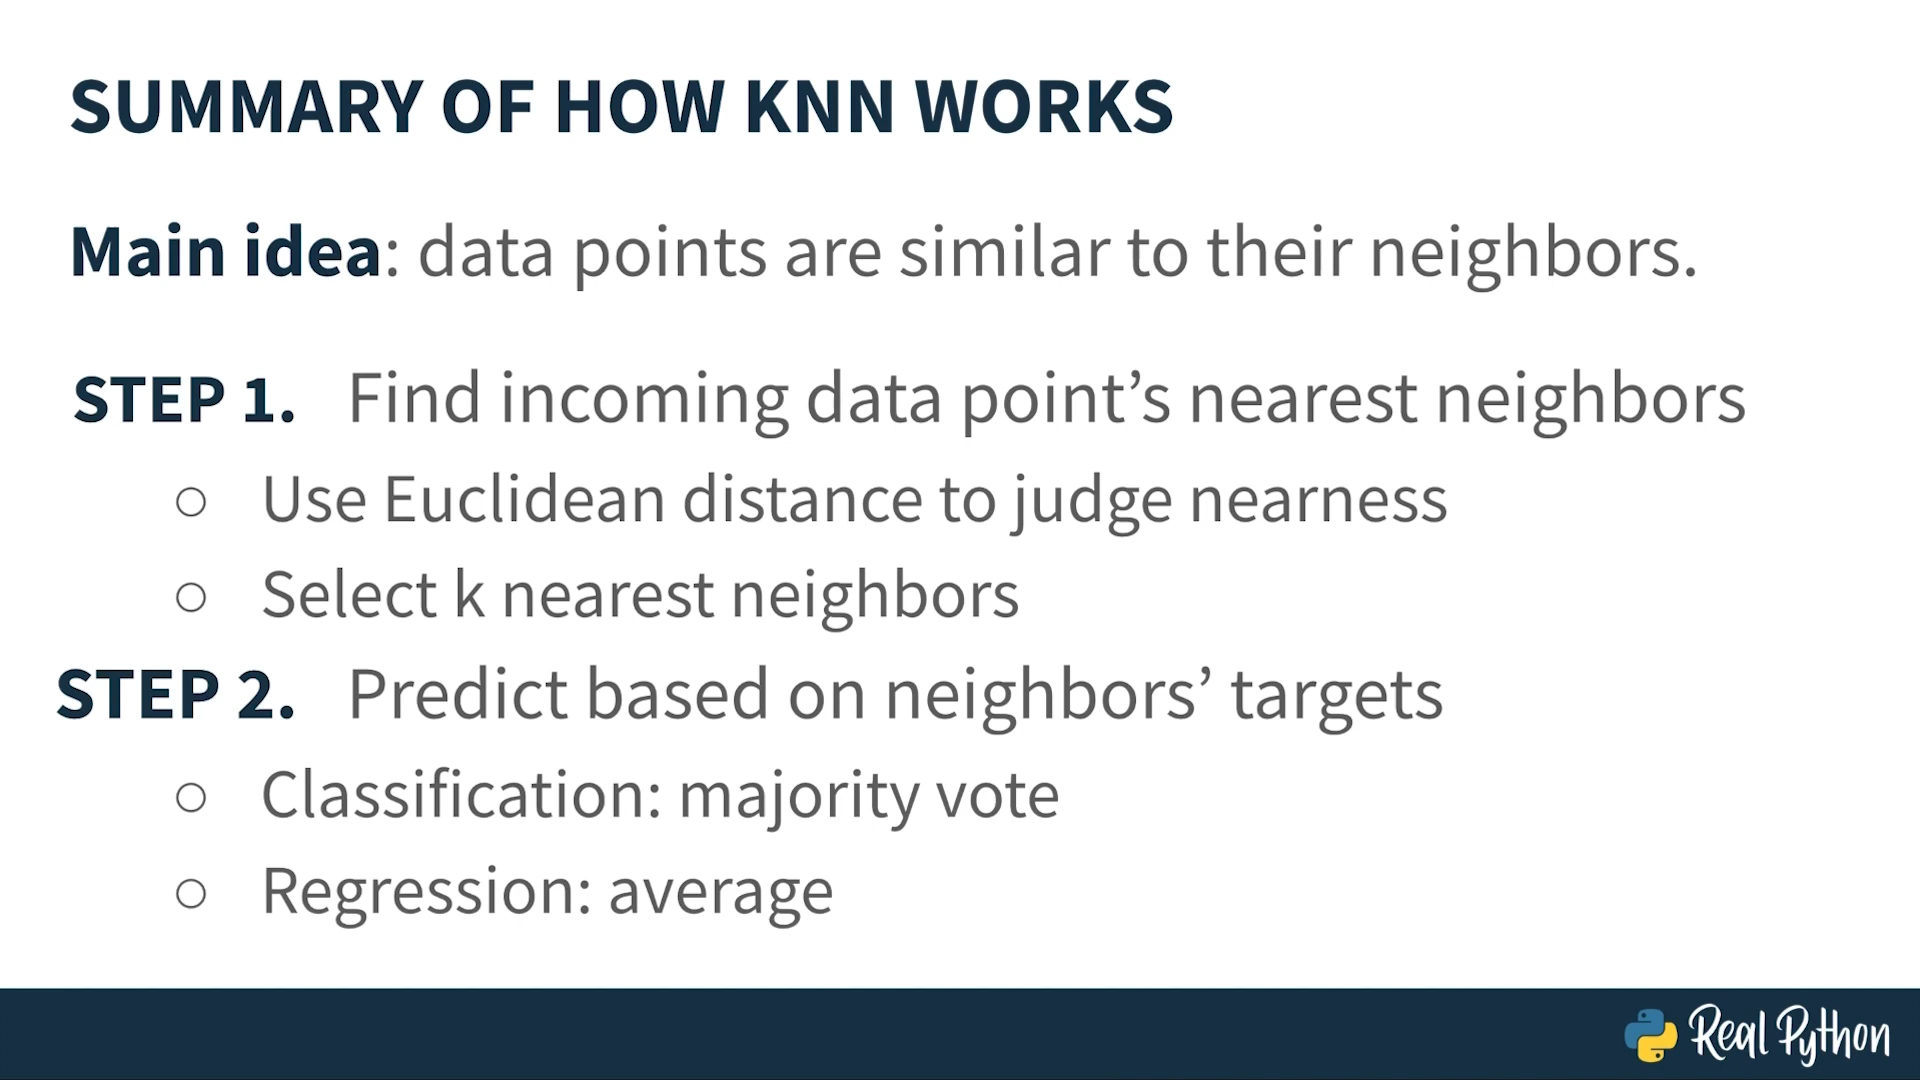 SUMMARY OF HOW KNN WORKS
Main idea: data points are similar to their neighbors.
STEP 1. Find incoming data point’s nearest neighbors
○ Use Euclidean distance to judge nearness
○ Select k nearest neighbors
STEP 2. Predict based on neighbors’ targets
○ Classification: majority vote
○ Regression: average
Real Python